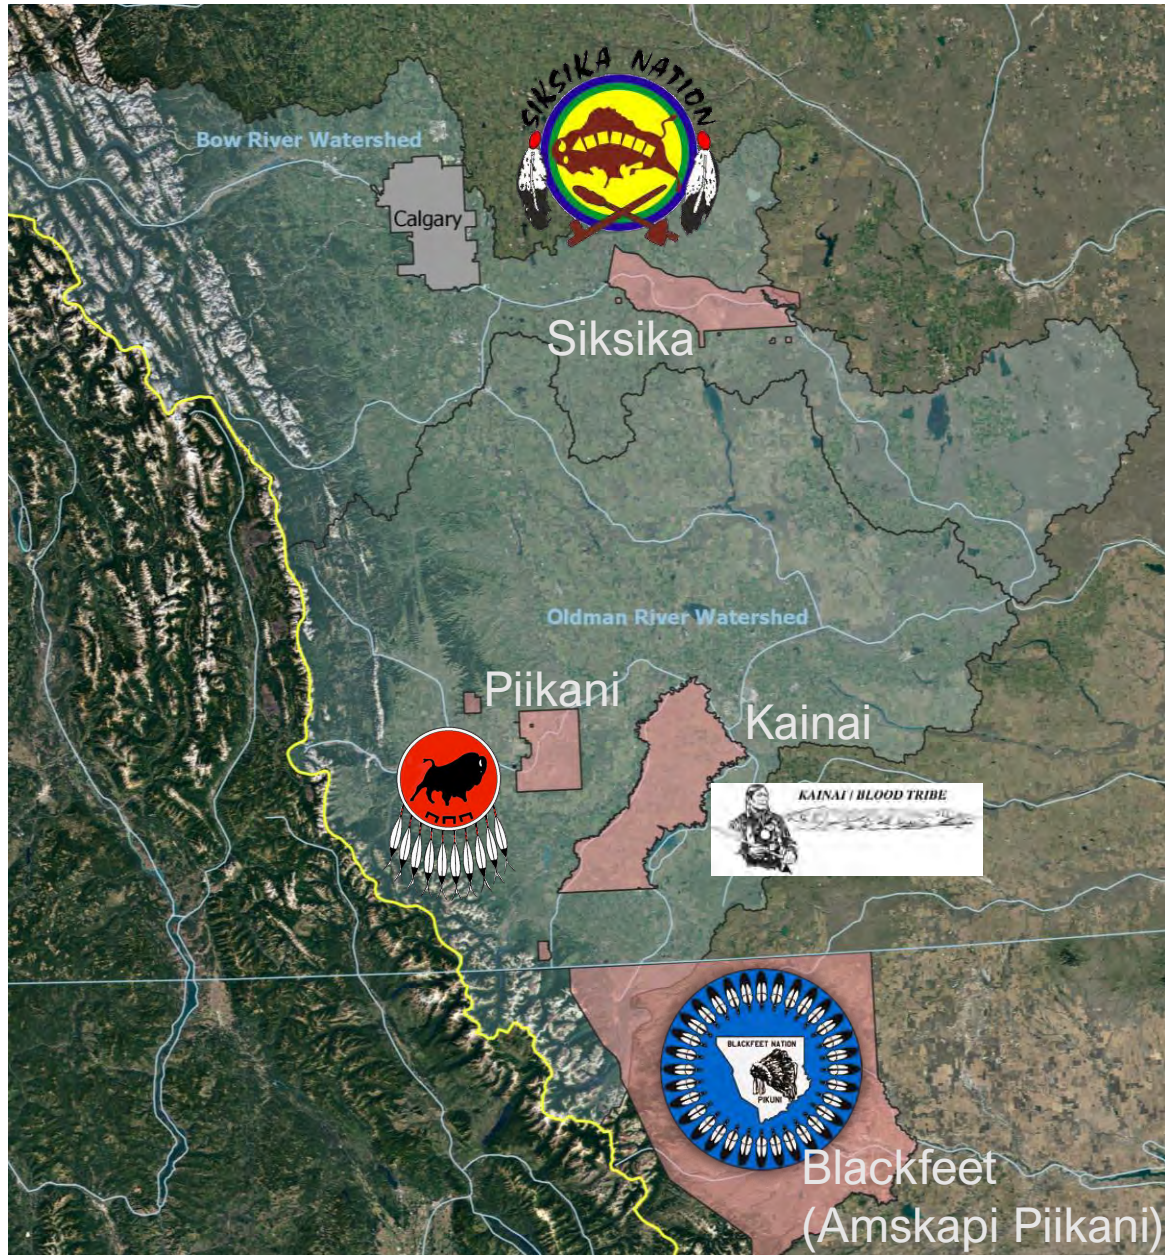 SIKSIKA NATION
Bow River Watershed
Calgary
Siksika
Oldman River Watershed
Piikani
Kainai
KAINAI / BLOOD TRIBE
BLACKFEET NATION
PIKUNI
Blackfeet
(Amskapi Piikani)